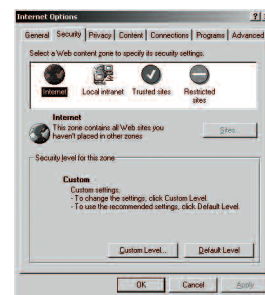 Internet Options ?
General Security Privacy Content Connections Programs Advanced
Select a Web content zone to specify its security settings.
Internet Local intranet Trusted sites Restricted sites
Internet
This zone contains all Web sites you
haven't placed in other zones
Sites...
Security level for this zone
Custom
Custom settings.
- To change the settings, click Custom Level.
- To use the recommended settings, click Default Level.
Custom Level... Default Level
OK Cancel Apply